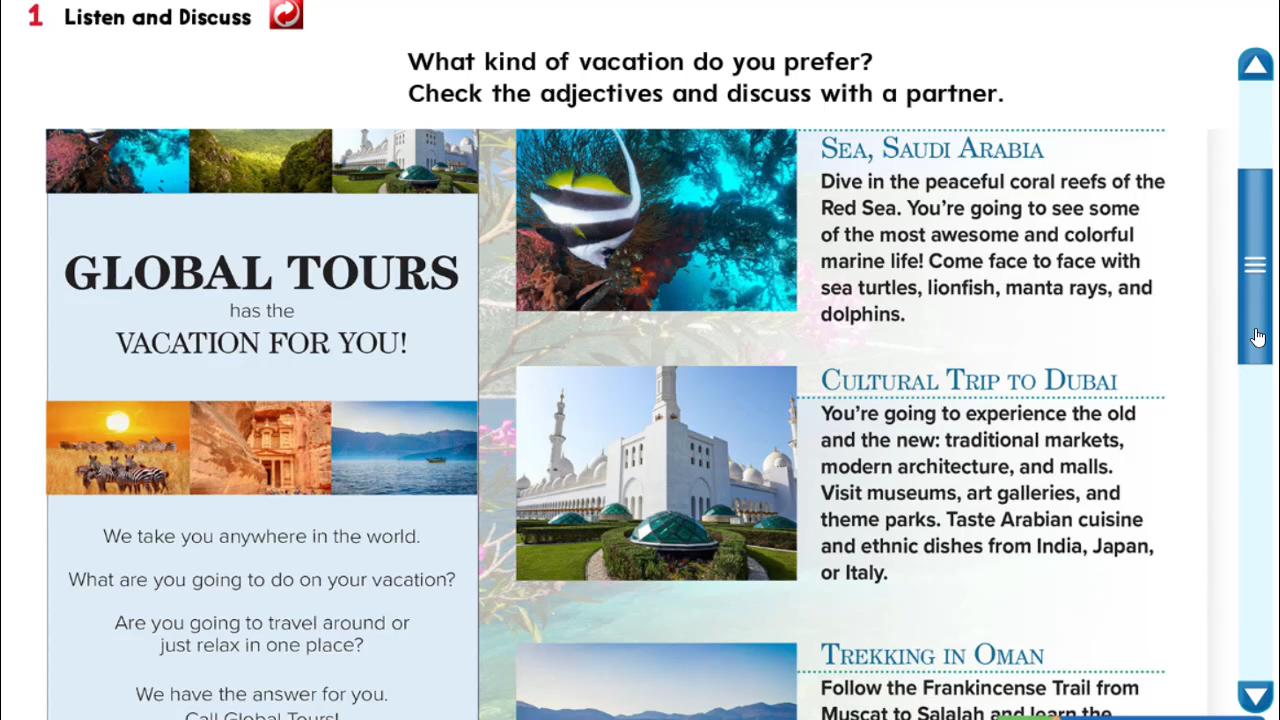 1 Listen and Discuss
What kind of vacation do you prefer?
Check the adjectives and discuss with a partner.
GLOBAL TOURS
has the
VACATION FOR YOU!
We take you anywhere in the world.
What are you going to do on your vacation?
Are you going to travel around or
just relax in one place?
We have the answer for you.
Call Global Tours!
SEA, SAUDI ARABIA
Dive in the peaceful coral reefs of the
Red Sea. You're going to see some
of the most awesome and colorful
marine life! Come face to face with
sea turtles, lionfish, manta rays, and
dolphins.
CULTURAL TRIP TO DUBAI
You're going to experience the old
and the new: traditional markets,
modern architecture, and malls.
Visit museums, art galleries, and
theme parks. Taste Arabian cuisine
and ethnic dishes from India, Japan,
or Italy.
TREKKING IN OMAN
Follow the Frankincense Trail from
Muscat to Salalah and learn the